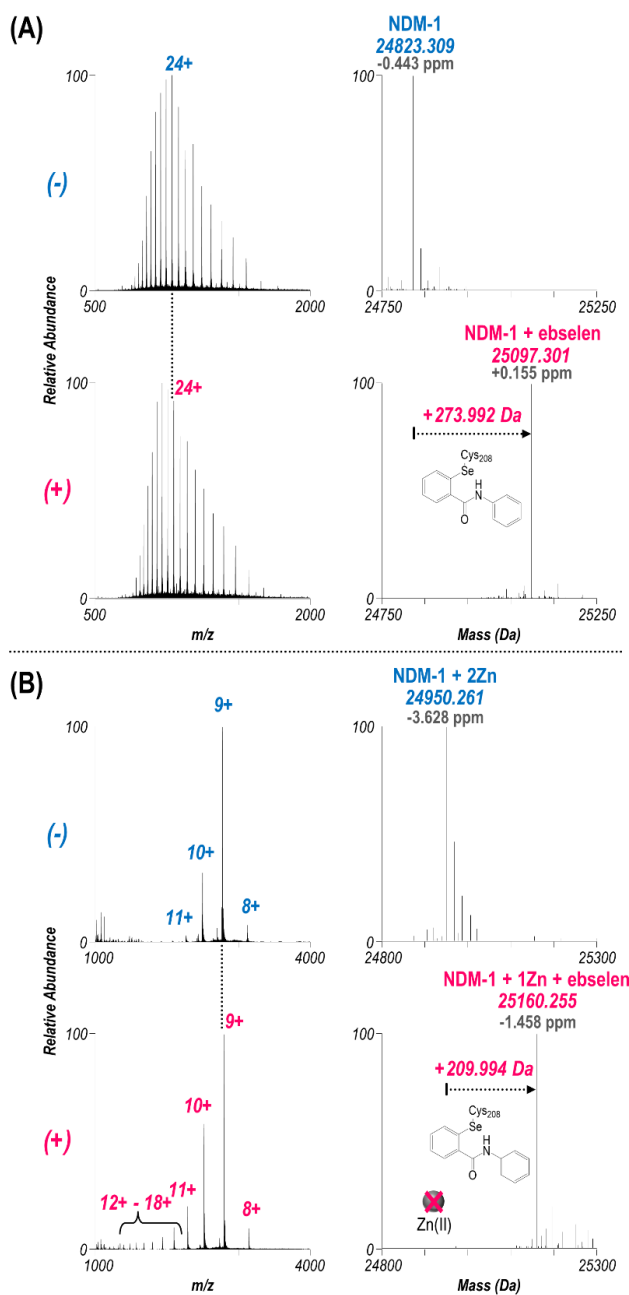 (A)
24+
100
(-)
0
500
2000
NDM-1
24823.309
-0.443 ppm
100
0
24750
25250
Relative Abundance
24+
100
(+)
0
500
2000
m/z
NDM-1 + ebselen
25097.301
+0.155 ppm
100
+273.992 Da
Cys208
Se
H
N
O
0
24750
25250
Mass (Da)
(B)
9+
100
(-)
10+
11+
8+
0
1000
4000
NDM-1 + 2Zn
24950.261
-3.628 ppm
100
0
24800
25300
Relative Abundance
9+
100
(+)
10+
11+
12+ - 18+
8+
0
1000
4000
m/z
NDM-1 + 1Zn + ebselen
25160.255
-1.458 ppm
100
+209.994 Da
Cys208
Se
H
N
O
Zn(II)
0
24800
25300
Mass (Da)